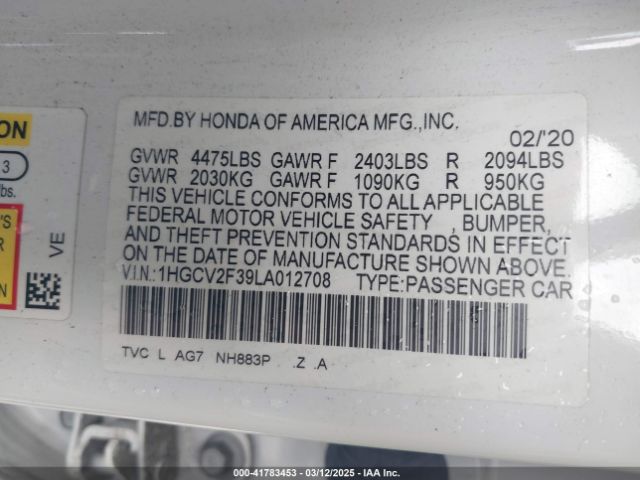 ON
3
lbs.
'S
VE
MFD.BY HONDA OF AMERICA MFG.,INC.
02/'20
GVWR 4475LBS GAWR F 2403LBS R 2094LBS
GVWR 2030KG GAWR F 1090KG R 950KG
THIS VEHICLE CONFORMS TO ALL APPLICABLE
FEDERAL MOTOR VEHICLE SAFETY , BUMPER,
AND THEFT PREVENTION STANDARDS IN EFFECT
ON THE DATE OF MANUFACTURE SHOWN ABOVE.
V.I.N.:1HGCV2F39LA012708 TYPE:PASSENGER CAR
TVC L AG7 NH883P .Z .A
000-41783453 - 03/12/2025 - IAA Inc.